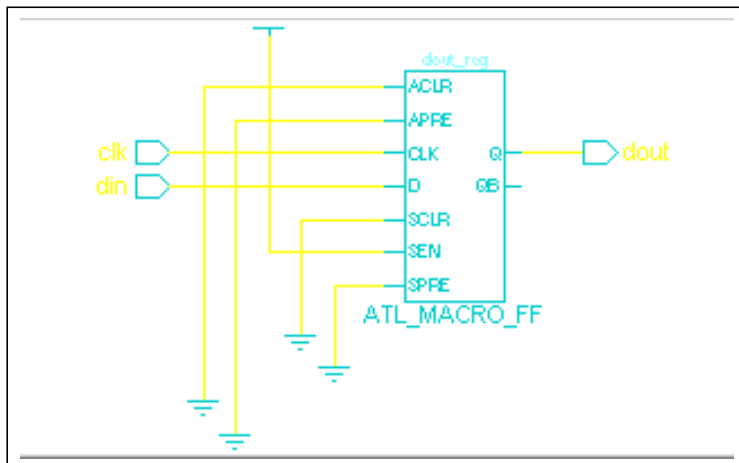 dout_reg
ACLR
APRE
clk
CLK
Q
dout
din
D
QB
SCLR
SEN
SPRE
ATL_MACRO_FF